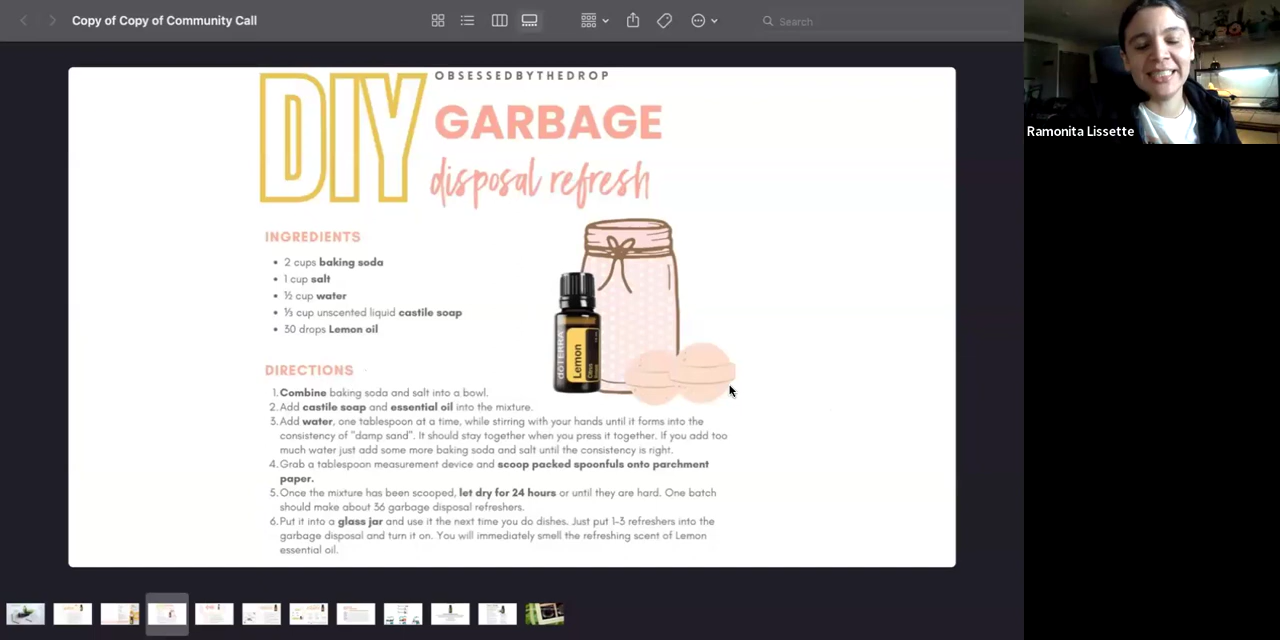 Copy of Copy of Community Call
Search
Ramonita Lissette
OBSESSEDBYTHEDROP
DIY
GARBAGE
disposal refresh
INGREDIENTS
• 2 cups baking soda
• 1 cup salt
• ½ cup water
• ⅓ cup unscented liquid castile soap
• 30 drops Lemon oil
dōTERRA
Lemon
DIRECTIONS
1. Combine baking soda and salt into a bowl.
2. Add castile soap and essential oil into the mixture.
3. Add water, one tablespoon at a time, while stirring with your hands until it forms into the
consistency of "damp sand". It should stay together when you press it together. If you add too
much water just add some more baking soda and salt until the consistency is right.
4. Grab a tablespoon measurement device and scoop packed spoonfuls onto parchment
paper.
5. Once the mixture has been scooped, let dry for 24 hours or until they are hard. One batch
should make about 36 garbage disposal refreshers.
6. Put it into a glass jar and use it the next time you do dishes. Just put 1-3 refreshers into the
garbage disposal and turn it on. You will immediately smell the refreshing scent of Lemon
essential oil.